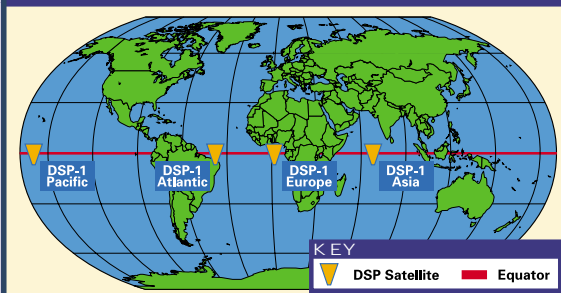 DSP-1
Pacific
DSP-1
Atlantic
DSP-1
Europe
DSP-1
Asia
KEY
DSP Satellite
Equator